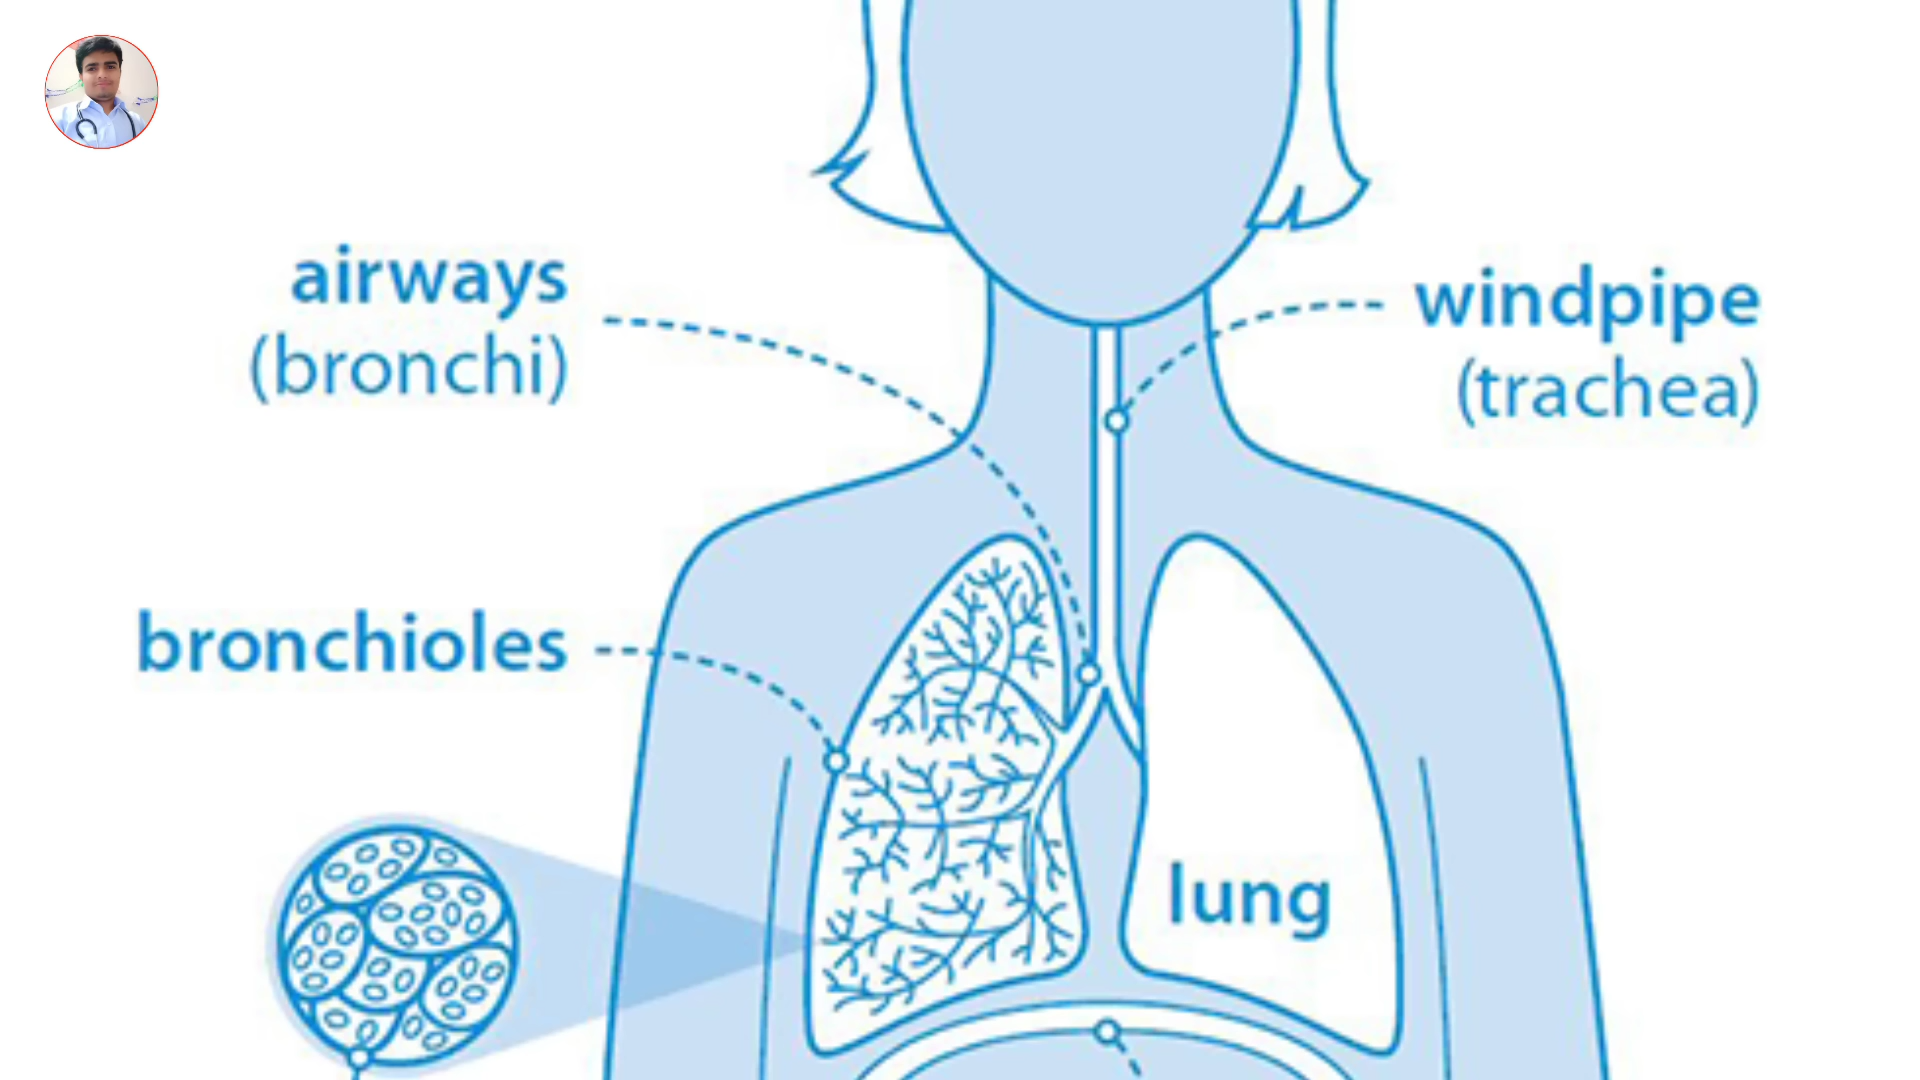 airways
(bronchi)
windpipe
(trachea)
bronchioles
lung